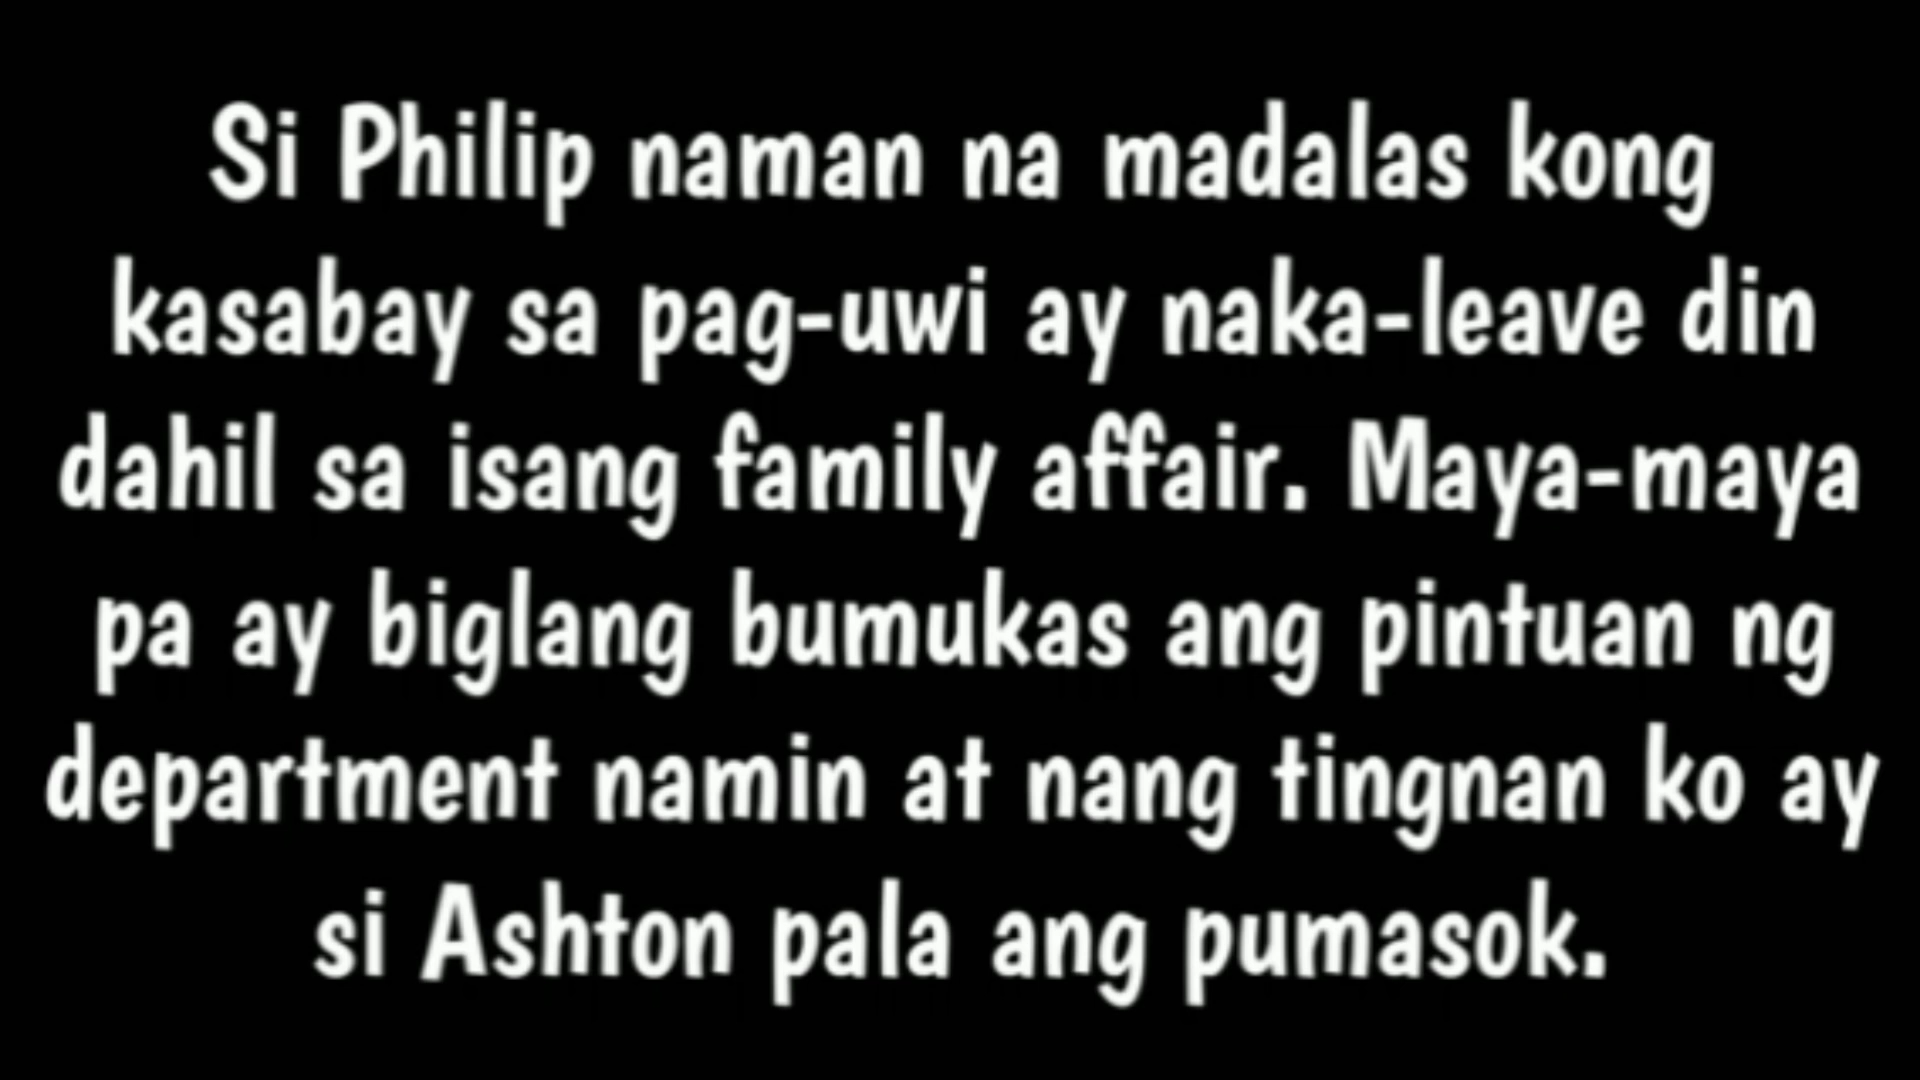 Si Philip naman na madalas kong
kasabay sa pag-uwi ay naka-leave din
dahil sa isang family affair. Maya-maya
pa ay biglang bumukas ang pintuan ng
department namin at nang tingnan ko ay
si Ashton pala ang pumasok.